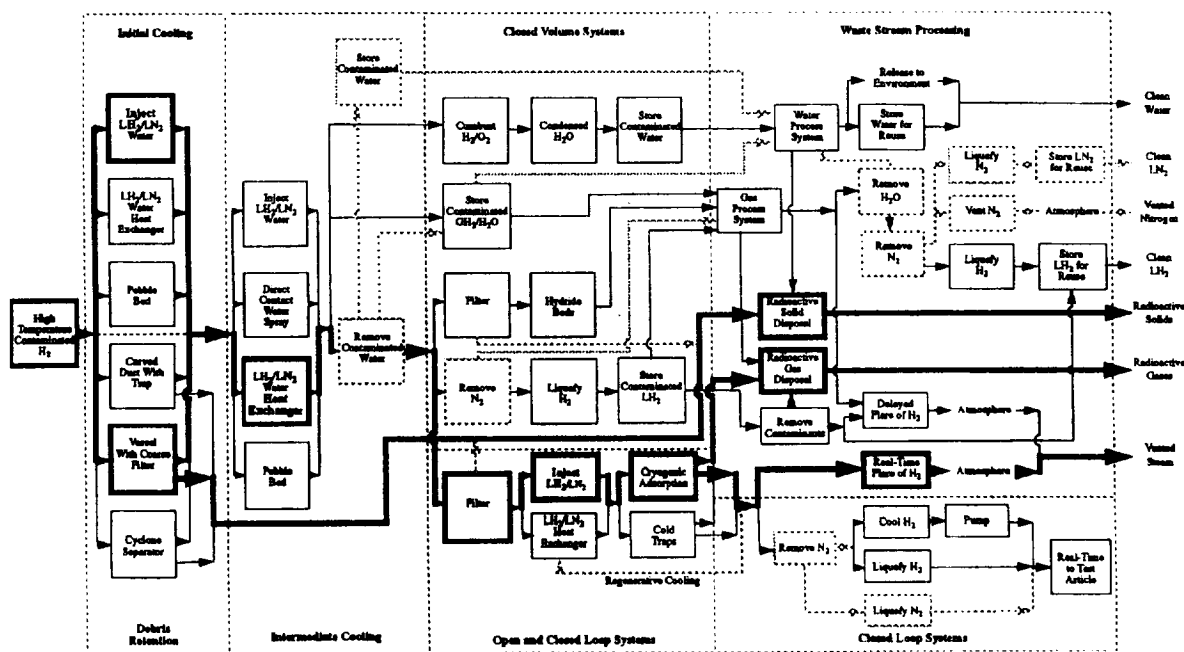 Initial Cooling
Closed Volume Systems
Waste Stream Processing
Inject
LH2/LN2
Water
LH2/LN2
Water
Heat
Exchanger
Pebble
Bed
High
Temperature
Contaminated
H2
Curved
Duct With
Trap
Vessel
With Coarse
Filter
Cyclone
Separator
Debris
Retention
Inject
LH2/LN2
Water
Direct
Contact
Water
Spray
LH2/LN2
Water
Heat
Exchanger
Pebble
Bed
Intermediate Cooling
Store
Contaminated
Water
Remove
Contaminated
Water
Combust
H2/O2
Condensed
H2O
Store
Contaminated
Water
Store
Contaminated
GH2/H2O
Filter
Hydride
Beds
Remove
N2
Liquefy
H2
Store
Contaminated
LH2
Filter
Inject
LH2/LN2
Cryogenic
Adsorption
LH2/LN2
Heat
Exchanger
Cold
Traps
Regenerative Cooling
Open and Closed Loop Systems
Water
Process
System
Release to
Environment
Store
Water for
Reuse
Clean
Water
Gas
Process
System
Remove
H2O
Liquefy
N2
Store LN2
for Reuse
Clean
LN2
Vent N2
Atmosphere
Vented
Nitrogen
Remove
N2
Liquefy
H2
Store
LH2 for
Reuse
Clean
LH2
Radioactive
Solid
Disposal
Radioactive
Solids
Radioactive
Gas
Disposal
Radioactive
Gases
Remove
Contaminants
Delayed
Flare of H2
Atmosphere
Real-Time
Flare of H2
Atmosphere
Vented
Steam
Remove N2
Cool H2
Pump
Liquefy H2
Liquefy N2
Real-Time
to Test
Article
Closed Loop Systems